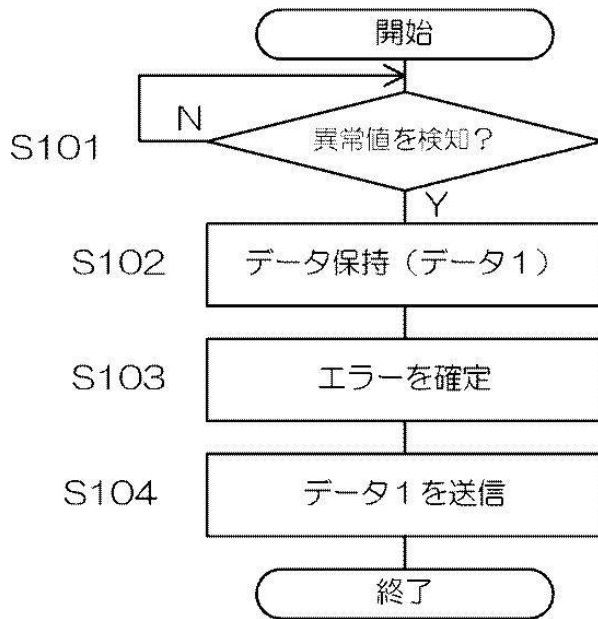 開始
N
S101
異常値を検知？
Y
S102
データ保持（データ１）
S103
エラーを確定
S104
データ１を送信
終了